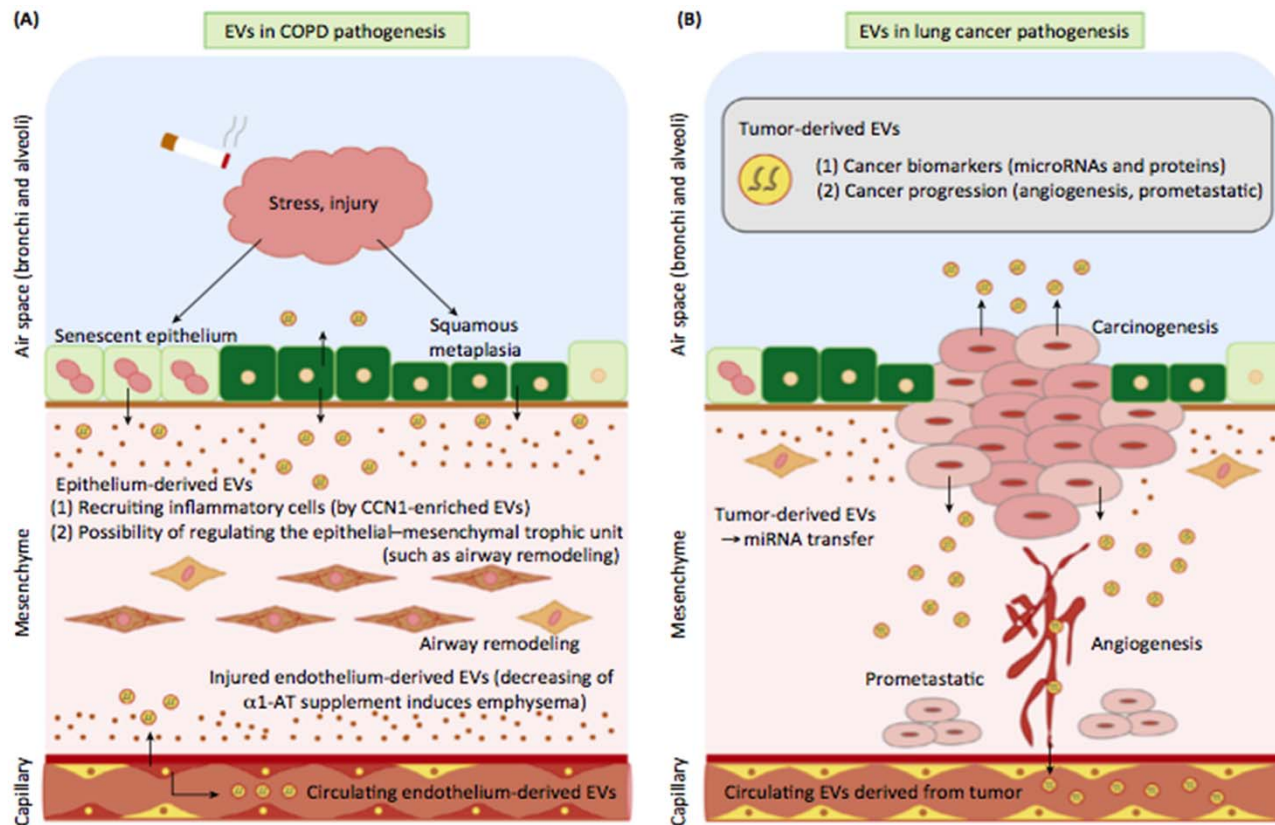 (A)
EVs in COPD pathogenesis
Air space (bronchi and alveoli)
Stress, injury
Senescent epithelium
Squamous
metaplasia
Mesenchyme
Epithelium-derived EVs
(1) Recruiting inflammatory cells (by CCN1-enriched EVs)
(2) Possibility of regulating the epithelial–mesenchymal trophic unit
(such as airway remodeling)
Airway remodeling
Injured endothelium-derived EVs (decreasing of
α1-AT supplement induces emphysema)
Capillary
Circulating endothelium-derived EVs
(B)
EVs in lung cancer pathogenesis
Air space (bronchi and alveoli)
Tumor-derived EVs
(1) Cancer biomarkers (microRNAs and proteins)
(2) Cancer progression (angiogenesis, prometastatic)
Carcinogenesis
Mesenchyme
Tumor-derived EVs
→ miRNA transfer
Angiogenesis
Prometastatic
Capillary
Circulating EVs derived from tumor